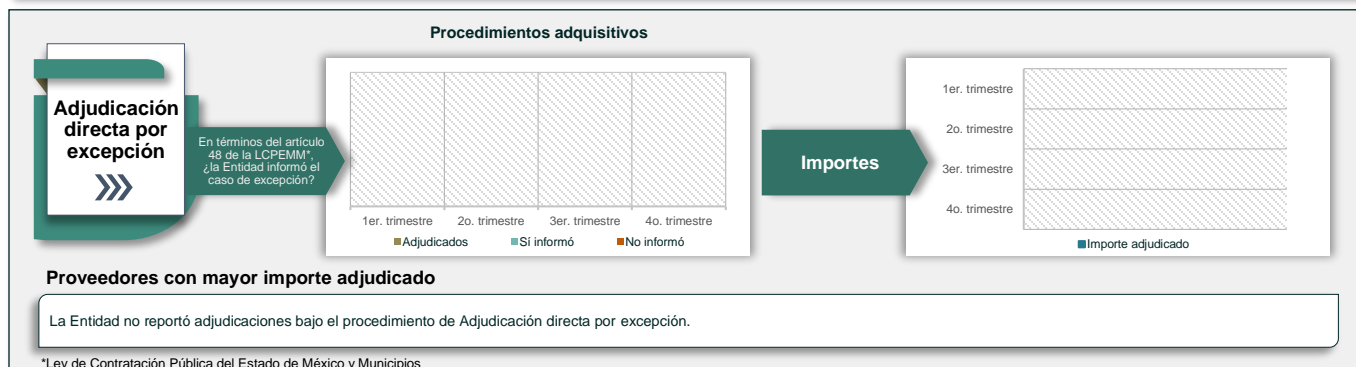 Procedimientos adquisitivos
Adjudicación
directa por
excepción
En términos del artículo
48 de la LCPEMM*,
¿la Entidad informó el
caso de excepción?
1er. trimestre 2o. trimestre 3er. trimestre 4o. trimestre
Adjudicados Sí informó No informó
Importes
1er. trimestre
2o. trimestre
3er. trimestre
4o. trimestre
Importe adjudicado
Proveedores con mayor importe adjudicado
La Entidad no reportó adjudicaciones bajo el procedimiento de Adjudicación directa por excepción.
*Ley de Contratación Pública del Estado de México y Municipios